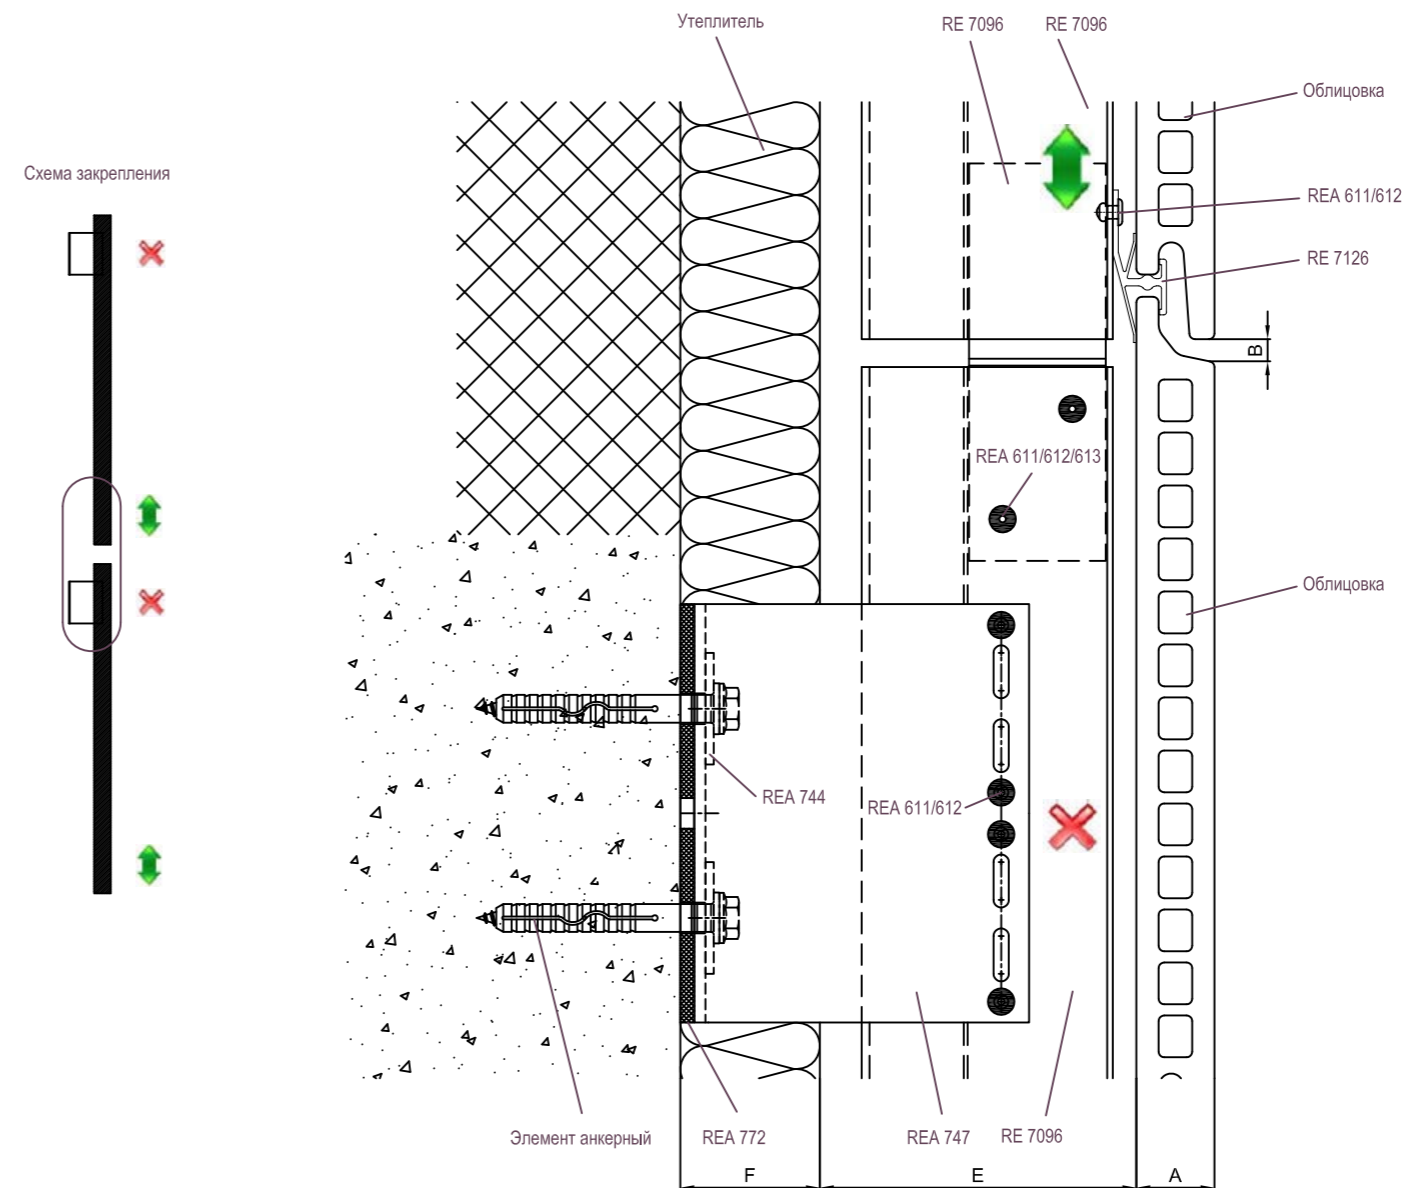 Утеплитель
RE 7096
RE 7096
Облицовка
Схема закрепления
REA 611/612
RE 7126
B
REA 611/612/613
Облицовка
REA 744
REA 611/612
Элемент анкерный
REA 772
REA 747
RE 7096
F
E
A